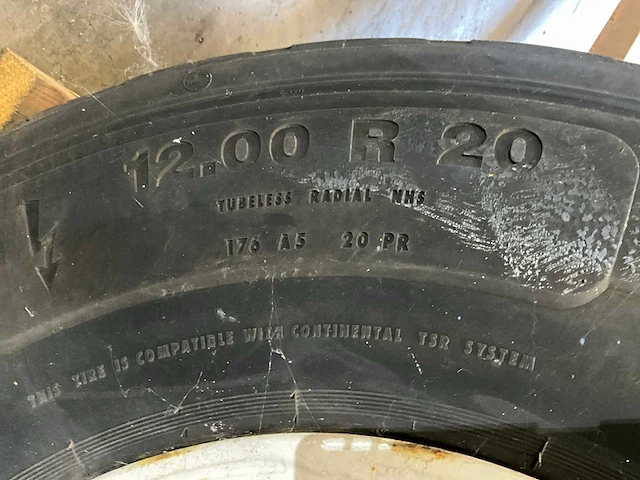 12.00 R 20
TUBELESS RADIAL NHS
176 A5 20 PR
THIS TIRE IS COMPATIBLE WITH CONTINENTAL TSR SYSTEM